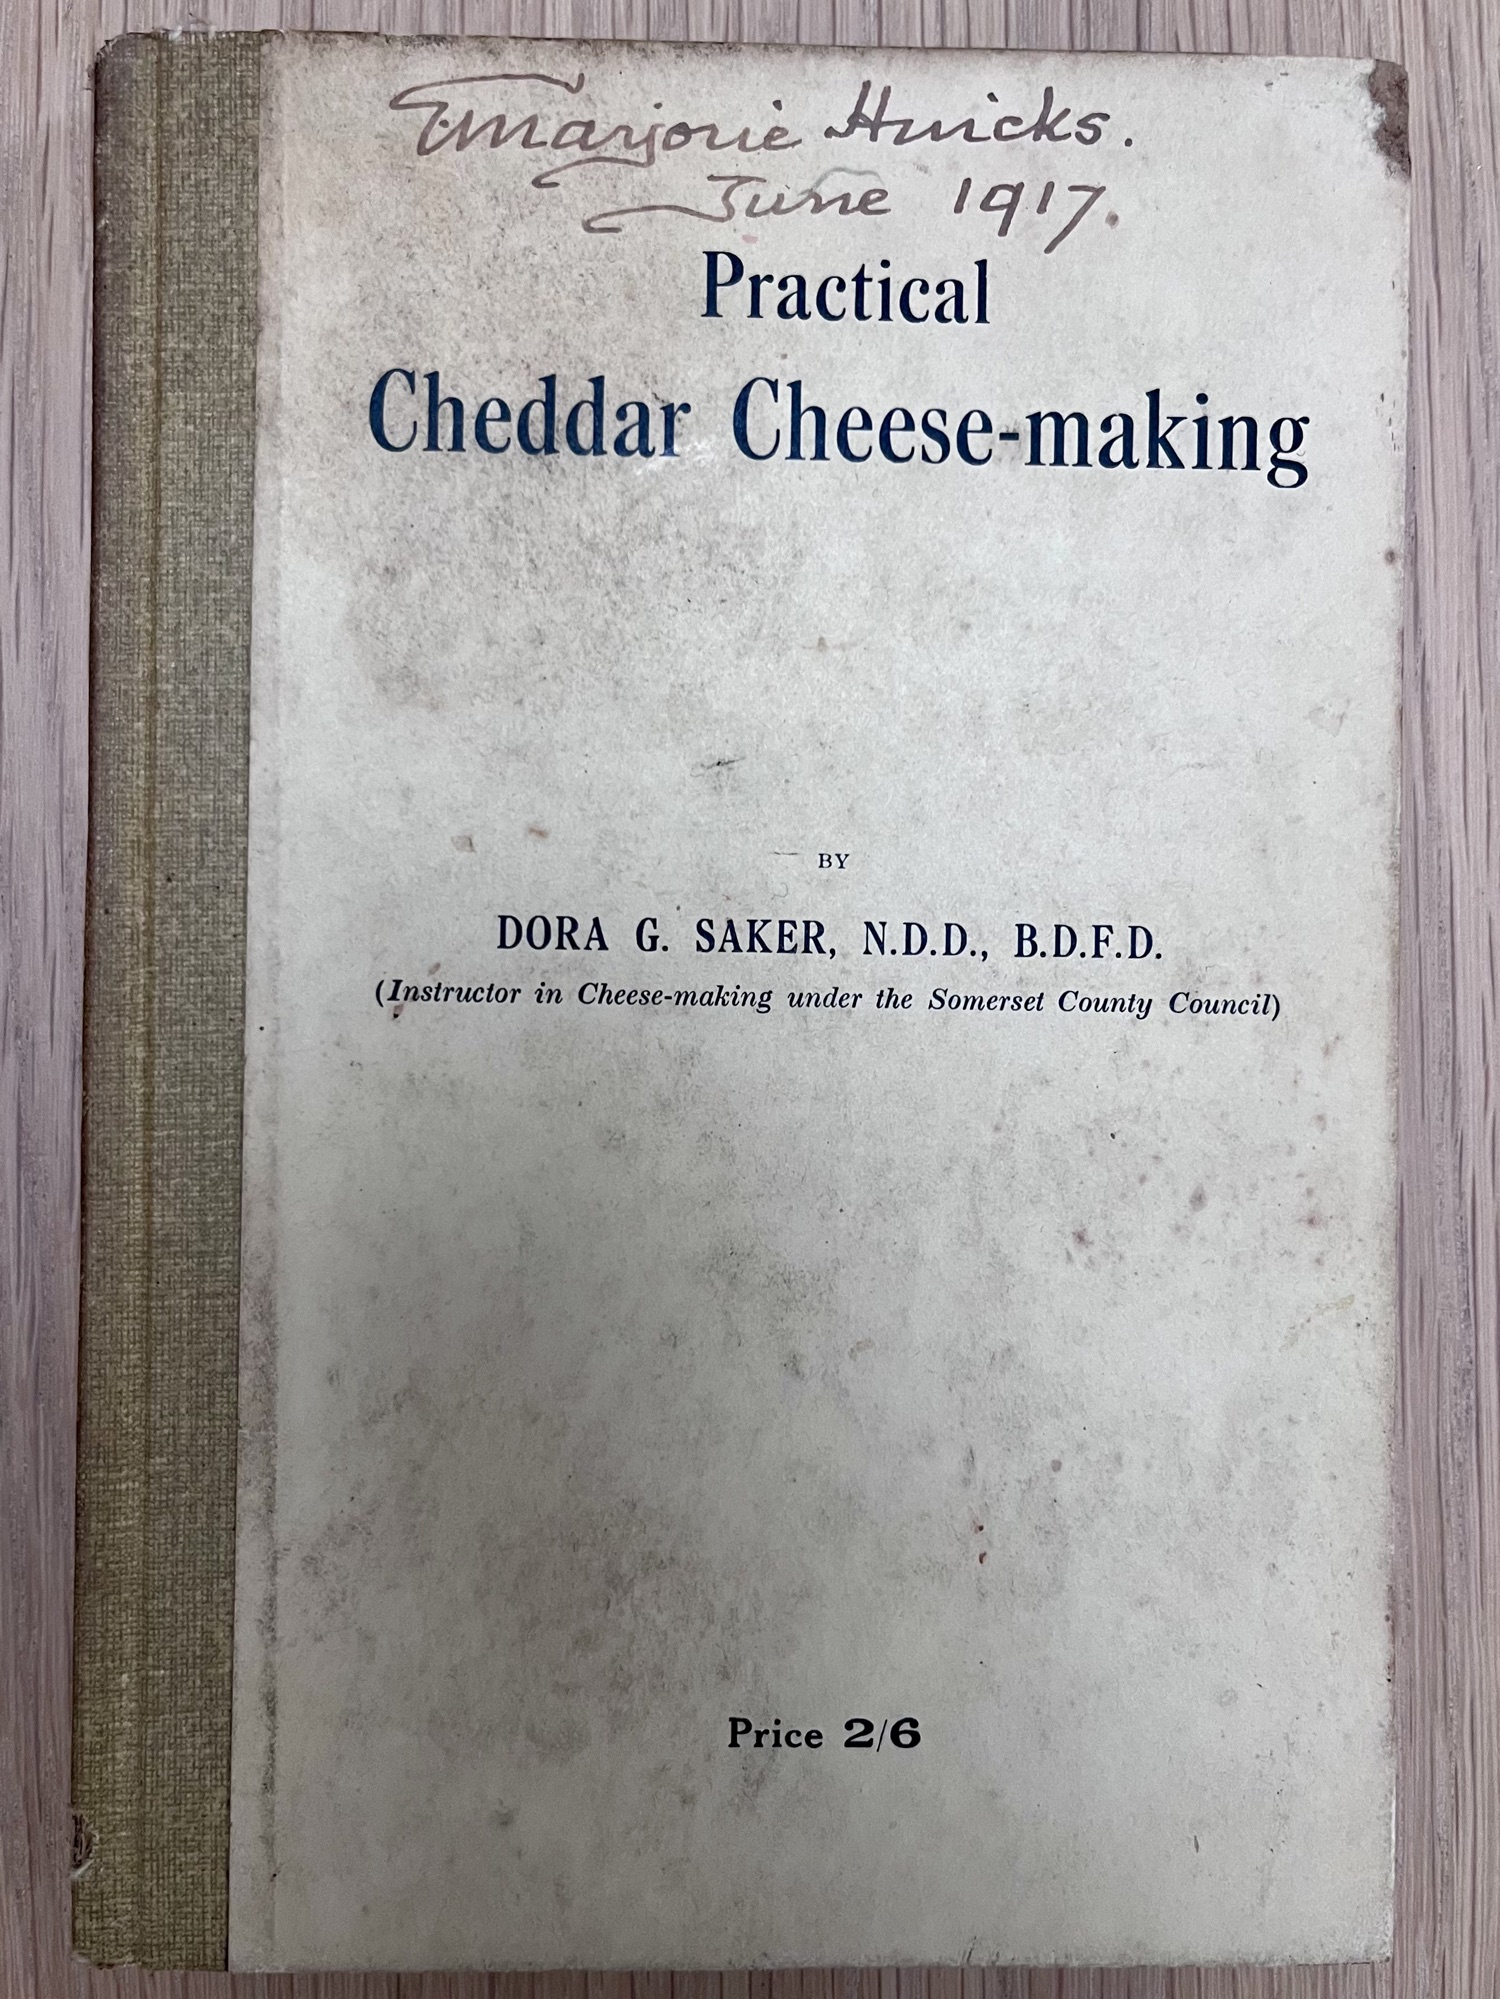 E. Marjorie Hwicks.
June 1917.
Practical
Cheddar Cheese-making
BY
DORA G. SAKER, N.D.D., B.D.F.D.
(Instructor in Cheese-making under the Somerset County Council)
Price 2/6